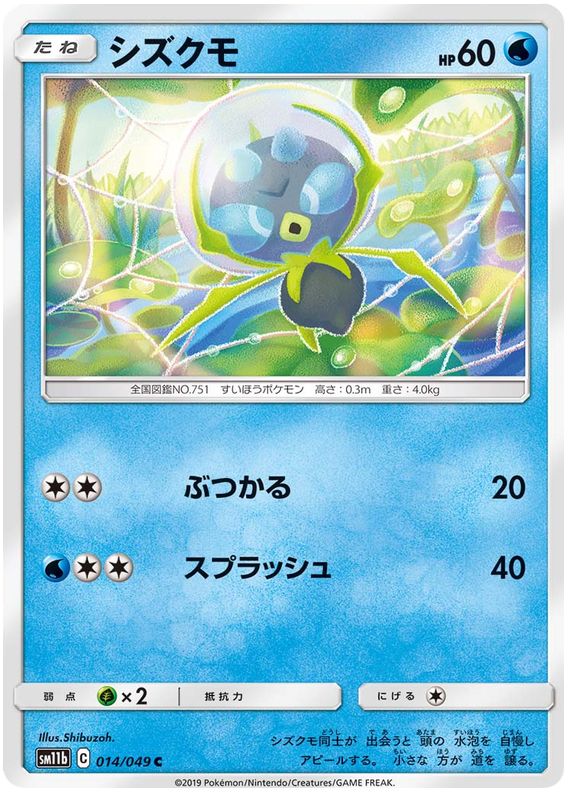 たね シズクモ HP60
全国図鑑NO.751 すいほうポケモン 高さ:0.3m 重さ:4.0kg
ぶつかる 20
スプラッシュ 40
弱点 ×2 抵抗力 にげる
Illus.Shibuzoh.
sm11b C 014/049 C
シズクモ同士が 出会うと 頭の 水泡を 自慢し
アピールする。 小さな 方が 道を 譲る。
©2019 Pokémon/Nintendo/Creatures/GAME FREAK.